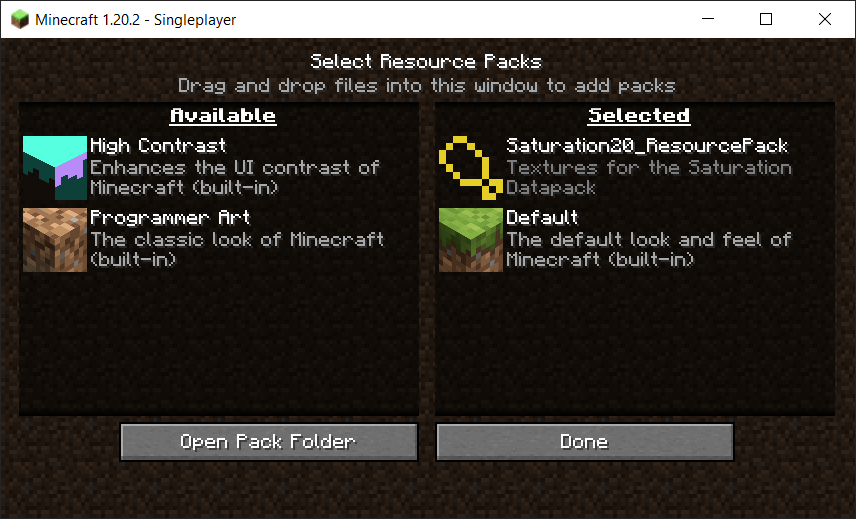 Minecraft 1.20.2 - Singleplayer
Select Resource Packs
Drag and drop files into this window to add packs
Available
High Contrast
Enhances the UI contrast of
Minecraft (built-in)
Programmer Art
The classic look of Minecraft
(built-in)
Selected
Saturation20_ResourcePack
Textures for the Saturation
Datapack
Default
The default look and feel of
Minecraft (built-in)
Open Pack Folder
Done